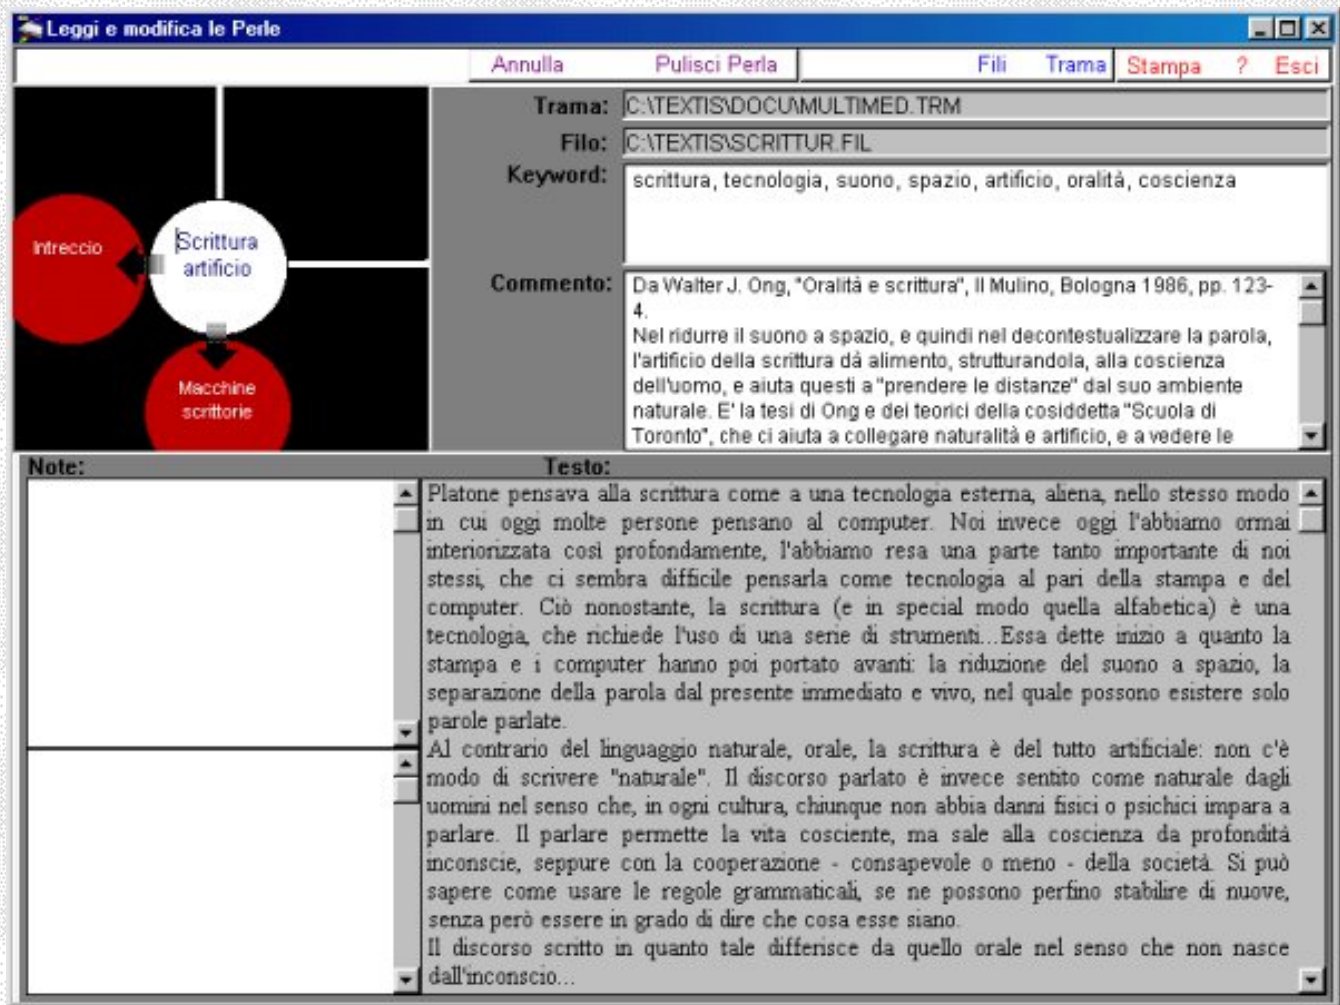 Leggi e modifica le Perle
Annulla Pulisci Perla Fili Trama Stampa ? Esci
Intreccio
Scrittura
artificio
Macchine
scrittorie
Trama: C:\TEXTIS\DOCU\MULTIMED.TRM
Filo: C:\TEXTIS\SCRITTUR.FIL
Keyword: scrittura, tecnologia, suono, spazio, artificio, oralità, coscienza
Commento: Da Walter J. Ong, "Oralità e scrittura", Il Mulino, Bologna 1986, pp. 123-
4.
Nel ridurre il suono a spazio, e quindi nel decontestualizzare la parola,
l'artificio della scrittura dà alimento, strutturandola, alla coscienza
dell'uomo, e aiuta questi a "prendere le distanze" dal suo ambiente
naturale. E' la tesi di Ong e dei teorici della cosiddetta "Scuola di
Toronto", che ci aiuta a collegare naturalità e artificio, e a vedere le
Note:
Testo:
Platone pensava alla scrittura come a una tecnologia esterna, aliena, nello stesso modo
in cui oggi molte persone pensano al computer. Noi invece oggi l'abbiamo ormai
interiorizzata così profondamente, l'abbiamo resa una parte tanto importante di noi
stessi, che ci sembra difficile pensarla come tecnologia al pari della stampa e del
computer. Ciò nonostante, la scrittura (e in special modo quella alfabetica) è una
tecnologia, che richiede l'uso di una serie di strumenti...Essa dette inizio a quanto la
stampa e i computer hanno poi portato avanti: la riduzione del suono a spazio, la
separazione della parola dal presente immediato e vivo, nel quale possono esistere solo
parole parlate.
Al contrario del linguaggio naturale, orale, la scrittura è del tutto artificiale: non c'è
modo di scrivere "naturale". Il discorso parlato è invece sentito come naturale dagli
uomini nel senso che, in ogni cultura, chiunque non abbia danni fisici o psichici impara a
parlare. Il parlare permette la vita cosciente, ma sale alla coscienza da profondità
inconscie, seppure con la cooperazione - consapevole o meno - della società. Si può
sapere come usare le regole grammaticali, se ne possono perfino stabilire di nuove,
senza però essere in grado di dire che cosa esse siano.
Il discorso scritto in quanto tale differisce da quello orale nel senso che non nasce
dall'inconscio...